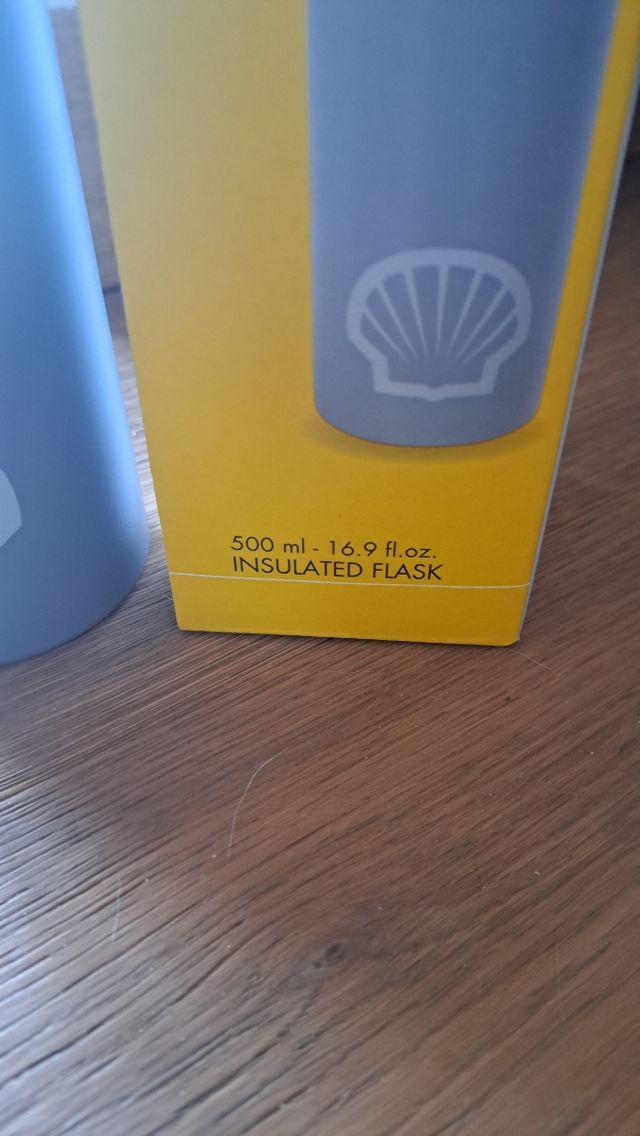 500 ml - 16.9 fl.oz.
INSULATED FLASK